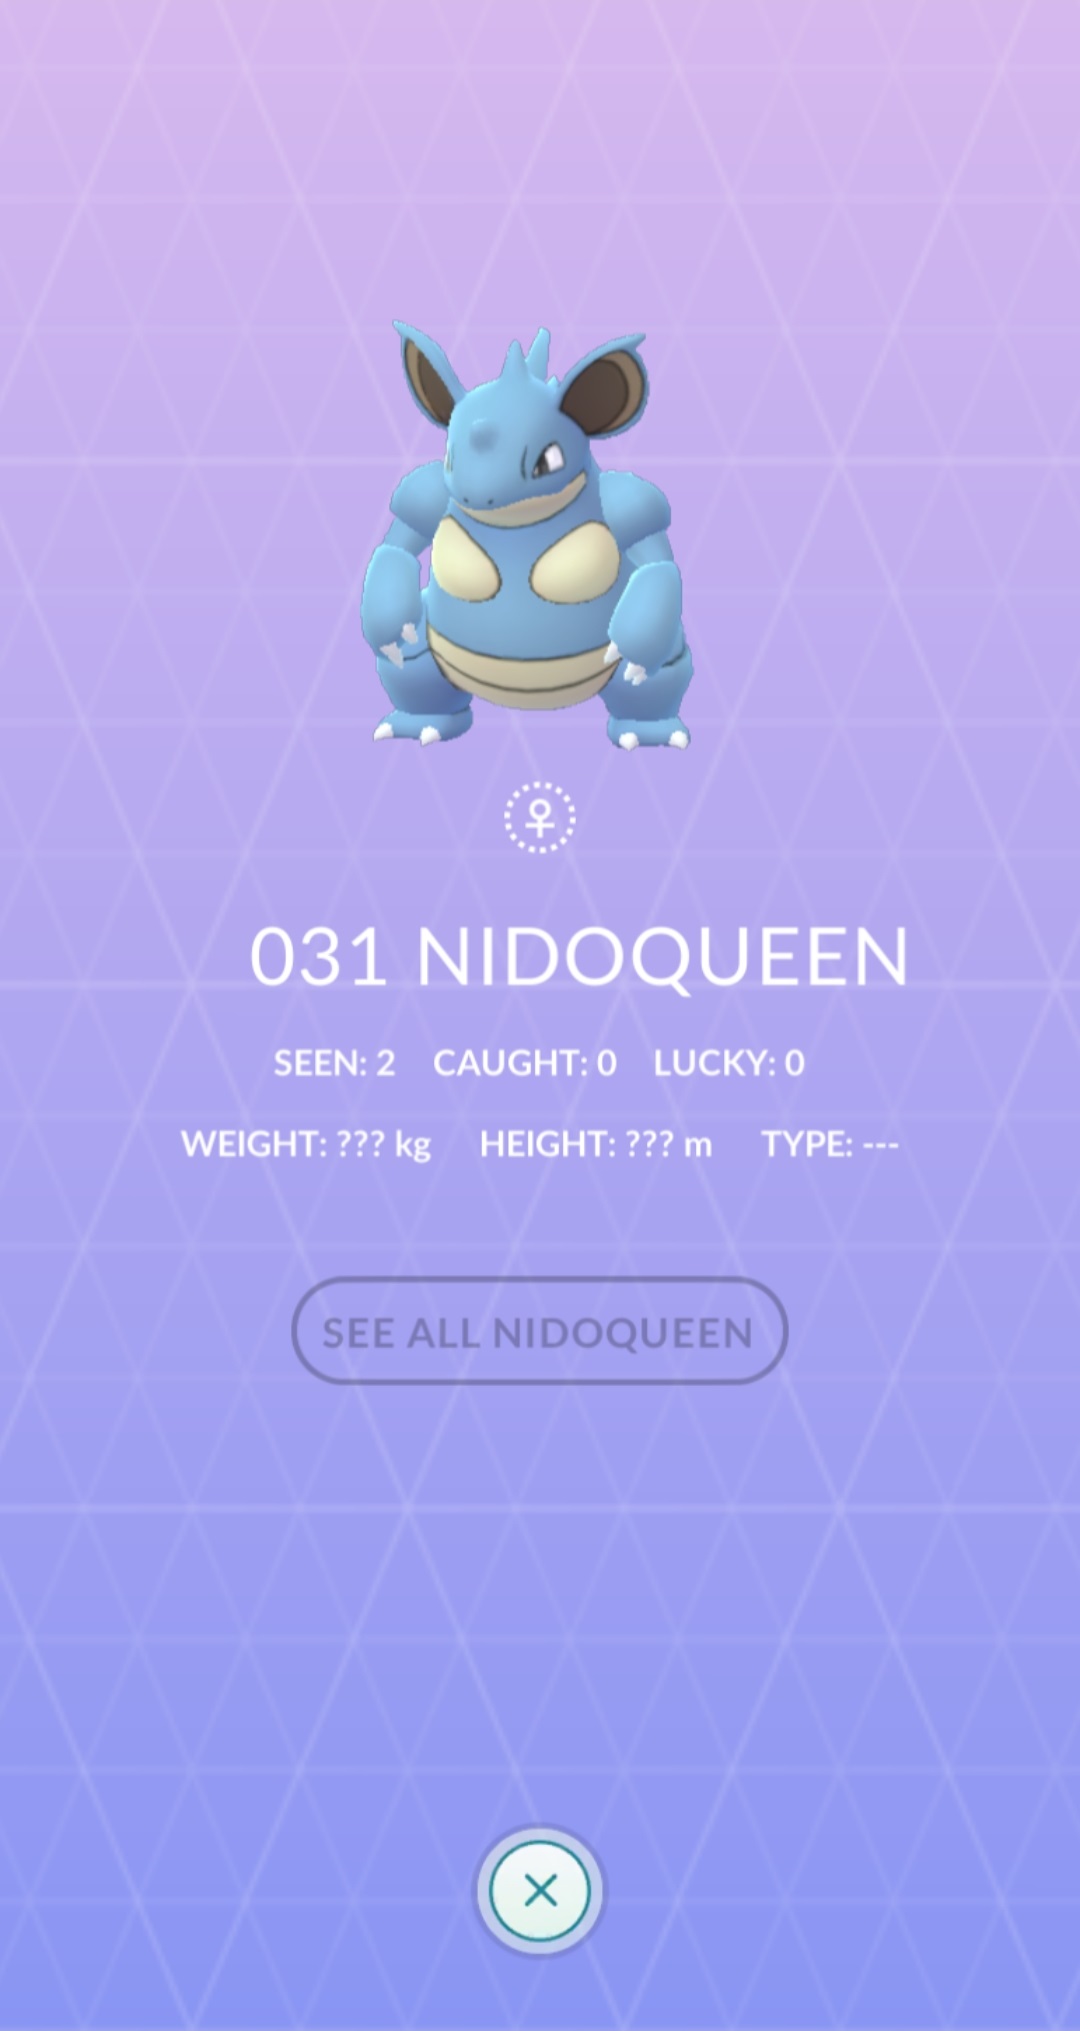 031 NIDOQUEEN
SEEN: 2 CAUGHT: 0 LUCKY: 0
WEIGHT: ??? kg HEIGHT: ??? m TYPE: ---
SEE ALL NIDOQUEEN